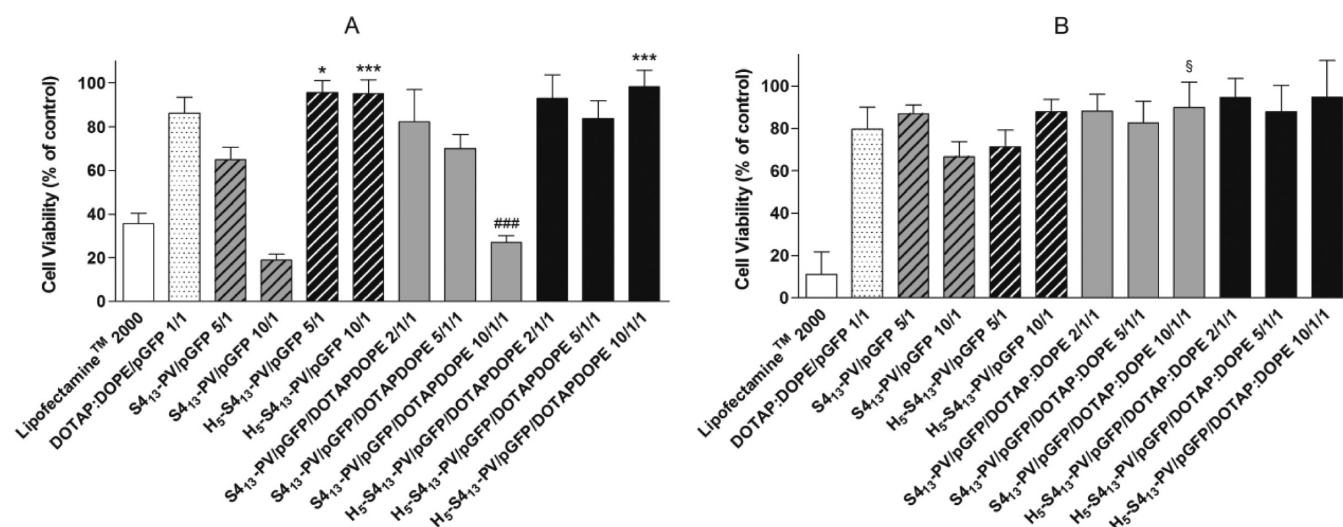 A
Cell Viability (% of control)
100
80
60
40
20
0
*
***
###
***
Lipofectamine™ 2000
DOTAP:DOPE/pGFP 1/1
S4₁₃-PV/pGFP 5/1
S4₁₃-PV/pGFP 10/1
H₅-S4₁₃-PV/pGFP 5/1
H₅-S4₁₃-PV/pGFP 10/1
S4₁₃-PV/pGFP/DOTAPDOPE 2/1/1
S4₁₃-PV/pGFP/DOTAPDOPE 5/1/1
S4₁₃-PV/pGFP/DOTAPDOPE 10/1/1
H₅-S4₁₃-PV/pGFP/DOTAPDOPE 2/1/1
H₅-S4₁₃-PV/pGFP/DOTAPDOPE 5/1/1
H₅-S4₁₃-PV/pGFP/DOTAPDOPE 10/1/1
B
Cell Viability (% of control)
100
80
60
40
20
0
§
Lipofectamine™ 2000
DOTAP:DOPE/pGFP 1/1
S4₁₃-PV/pGFP 5/1
S4₁₃-PV/pGFP 10/1
H₅-S4₁₃-PV/pGFP 5/1
H₅-S4₁₃-PV/pGFP 10/1
S4₁₃-PV/pGFP/DOTAP:DOPE 2/1/1
S4₁₃-PV/pGFP/DOTAP:DOPE 5/1/1
S4₁₃-PV/pGFP/DOTAP:DOPE 10/1/1
H₅-S4₁₃-PV/pGFP/DOTAP:DOPE 2/1/1
H₅-S4₁₃-PV/pGFP/DOTAP:DOPE 5/1/1
H₅-S4₁₃-PV/pGFP/DOTAP:DOPE 10/1/1